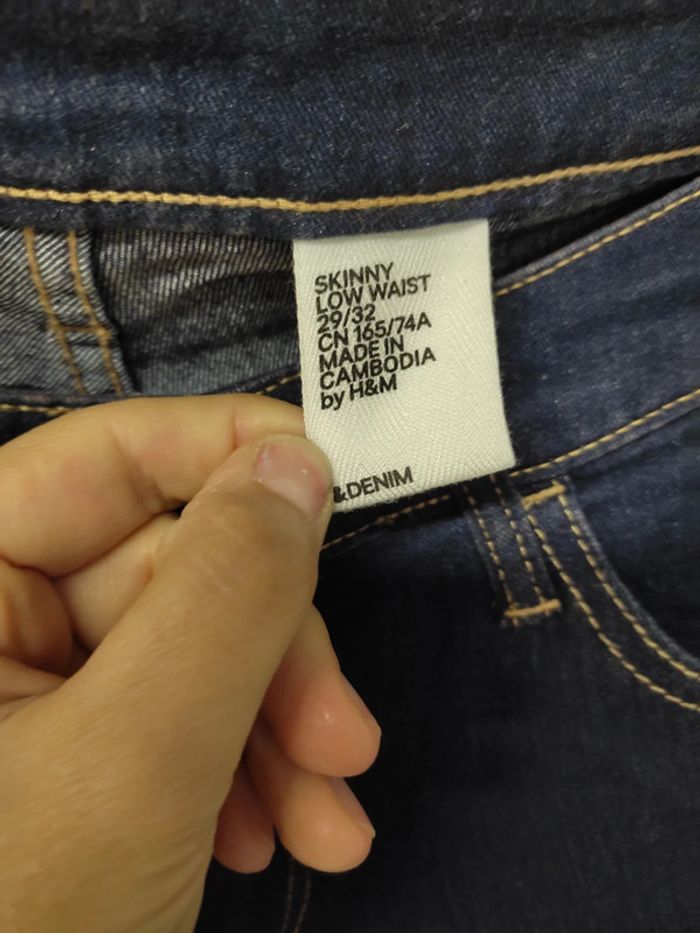 SKINNY
LOW WAIST
29/32
CN 165/74A
MADE IN
CAMBODIA
by H&M
&DENIM